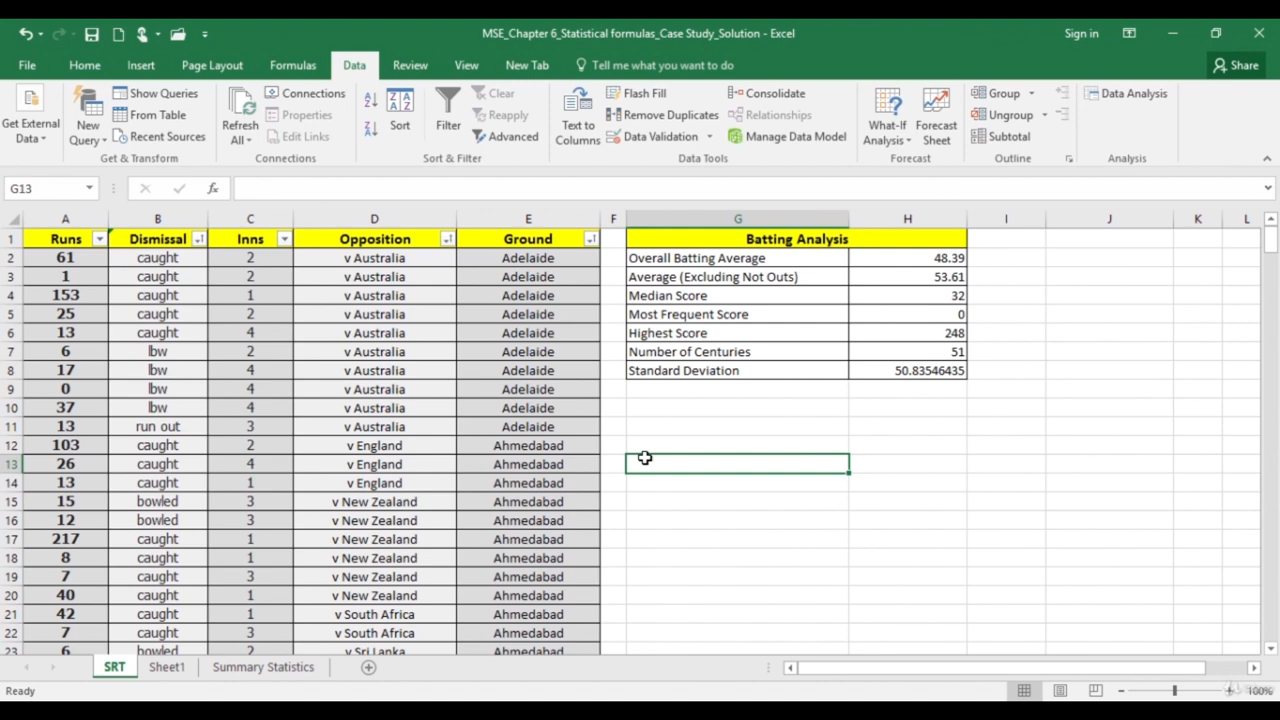 MSE_Chapter 6_Statistical formulas_Case Study_Solution - Excel
Sign in
File Home Insert Page Layout Formulas Data Review View New Tab Tell me what you want to do Share
Get External Data
New Query
Show Queries
From Table
Recent Sources
Get & Transform
Refresh All
Connections
Properties
Edit Links
Connections
Sort
Filter
Clear
Reapply
Advanced
Sort & Filter
Text to Columns
Flash Fill
Remove Duplicates
Data Validation
Consolidate
Relationships
Manage Data Model
Data Tools
What-If Analysis
Forecast Sheet
Forecast
Group
Ungroup
Subtotal
Outline
Data Analysis
Analysis
G13 fx
A B C D E F G H I J K L
1 Runs Dismissal Inns Opposition Ground Batting Analysis
2 61 caught 2 v Australia Adelaide Overall Batting Average 48.39
3 1 caught 2 v Australia Adelaide Average (Excluding Not Outs) 53.61
4 153 caught 1 v Australia Adelaide Median Score 32
5 25 caught 2 v Australia Adelaide Most Frequent Score 0
6 13 caught 4 v Australia Adelaide Highest Score 248
7 6 lbw 2 v Australia Adelaide Number of Centuries 51
8 17 lbw 4 v Australia Adelaide Standard Deviation 50.83546435
9 0 lbw 4 v Australia Adelaide
10 37 lbw 4 v Australia Adelaide
11 13 run out 3 v Australia Adelaide
12 103 caught 2 v England Ahmedabad
13 26 caught 4 v England Ahmedabad
14 13 caught 1 v England Ahmedabad
15 15 bowled 3 v New Zealand Ahmedabad
16 12 bowled 3 v New Zealand Ahmedabad
17 217 caught 1 v New Zealand Ahmedabad
18 8 caught 1 v New Zealand Ahmedabad
19 7 caught 3 v New Zealand Ahmedabad
20 40 caught 1 v New Zealand Ahmedabad
21 42 caught 1 v South Africa Ahmedabad
22 7 caught 3 v South Africa Ahmedabad
23 6 bowled 2 v Sri Lanka Ahmedabad
SRT Sheet1 Summary Statistics
Ready 100%